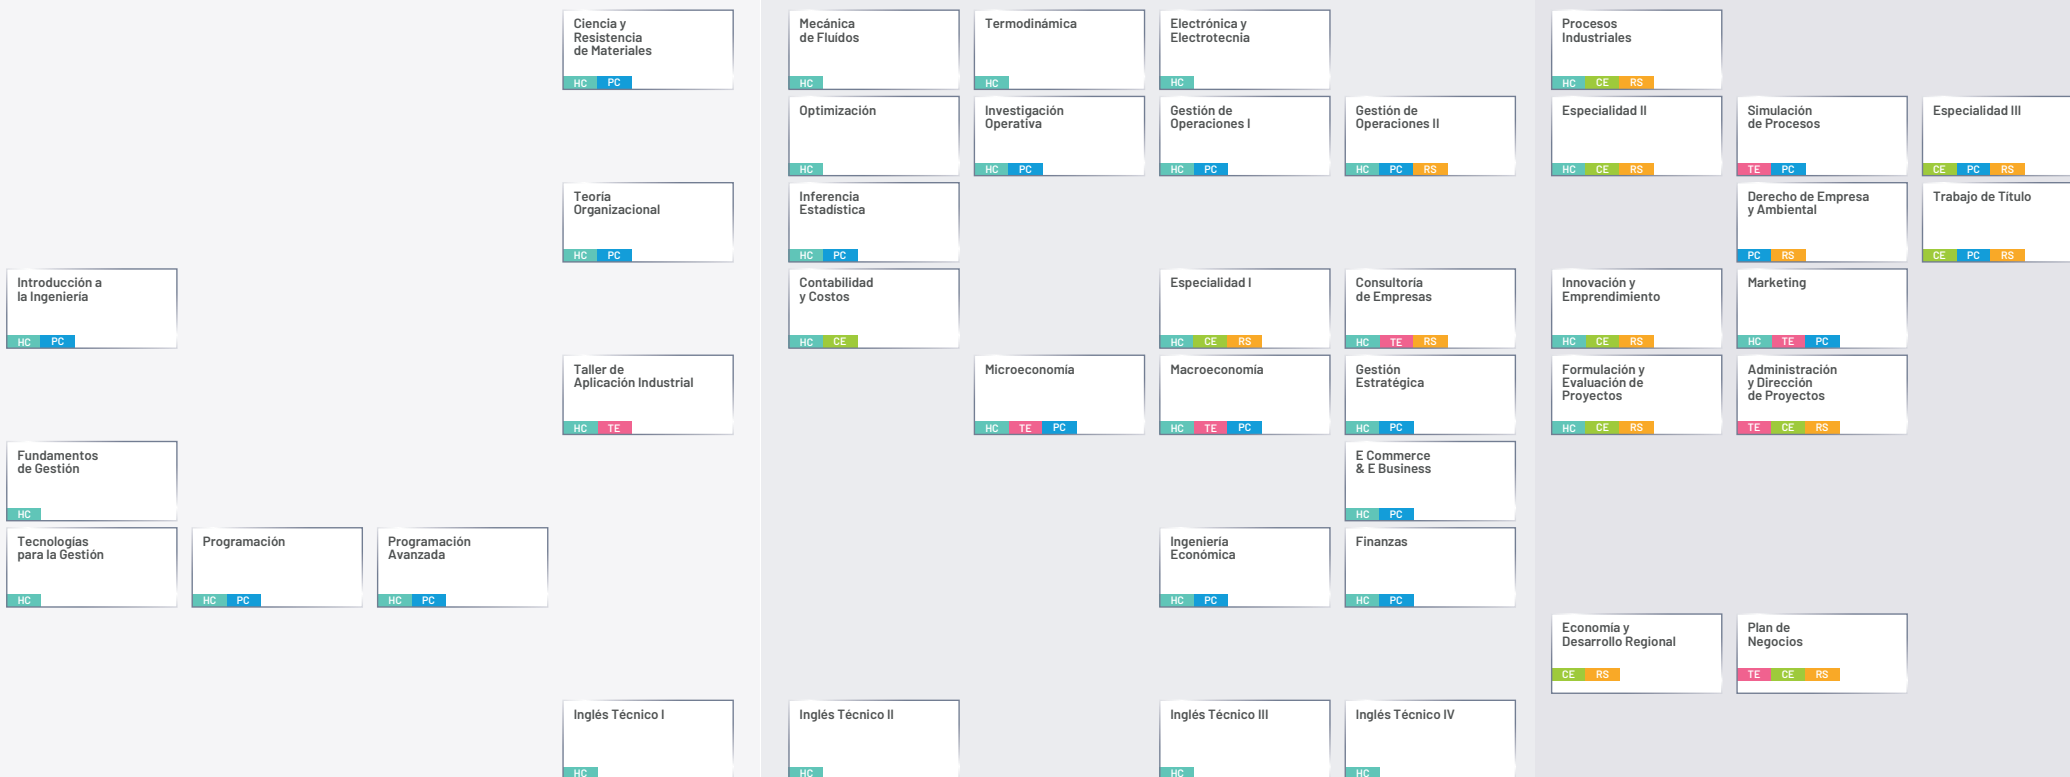 Ciencia y
Resistencia
de Materiales
HC PC
Mecánica
de Fluídos
HC
Termodinámica
HC
Electrónica y
Electrotecnia
HC
Procesos
Industriales
HC CE RS
Optimización
HC
Investigación
Operativa
HC PC
Gestión de
Operaciones I
HC PC
Gestión de
Operaciones II
HC PC RS
Especialidad II
HC CE RS
Simulación
de Procesos
TE PC
Especialidad III
CE PC RS
Teoría
Organizacional
HC PC
Inferencia
Estadística
HC PC
Derecho de Empresa
y Ambiental
PC RS
Trabajo de Título
CE PC RS
Introducción a
la Ingeniería
HC PC
Contabilidad
y Costos
HC CE
Especialidad I
HC CE RS
Consultoría
de Empresas
HC TE RS
Innovación y
Emprendimiento
HC CE RS
Marketing
HC TE PC
Taller de
Aplicación Industrial
HC TE
Microeconomía
HC TE PC
Macroeconomía
HC TE PC
Gestión
Estratégica
HC PC
Formulación y
Evaluación de
Proyectos
HC CE RS
Administración
y Dirección
de Proyectos
TE CE RS
Fundamentos
de Gestión
HC
E Commerce
& E Business
HC PC
Tecnologías
para la Gestión
HC
Programación
HC PC
Programación
Avanzada
HC PC
Ingeniería
Económica
HC PC
Finanzas
HC PC
Economía y
Desarrollo Regional
CE RS
Plan de
Negocios
TE CE RS
Inglés Técnico I
HC
Inglés Técnico II
HC
Inglés Técnico III
HC
Inglés Técnico IV
HC